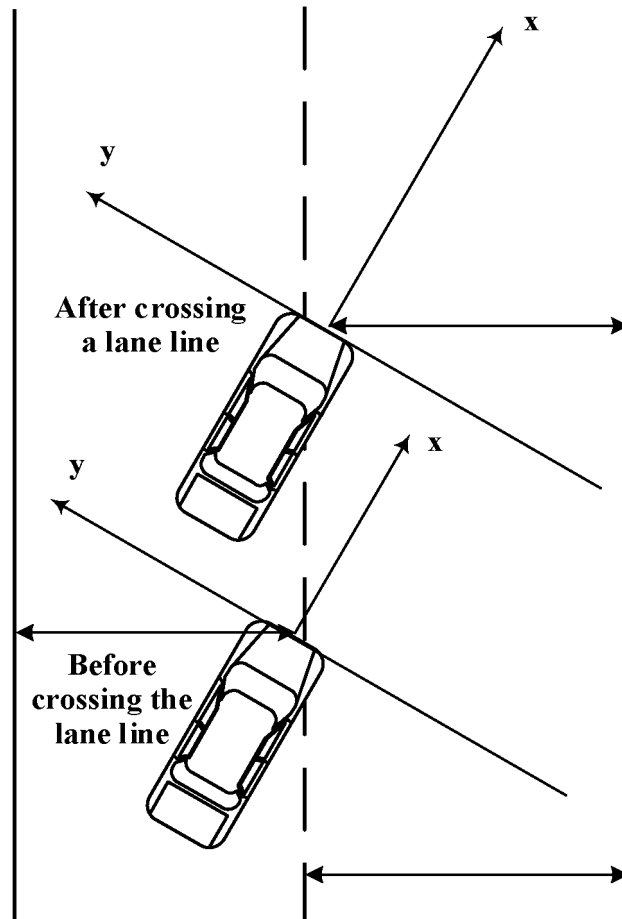 x
y
After crossing
a lane line
x
y
Before
crossing the
lane line